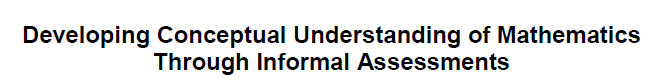 Developing Conceptual Understanding of Mathematics
Through Informal Assessments